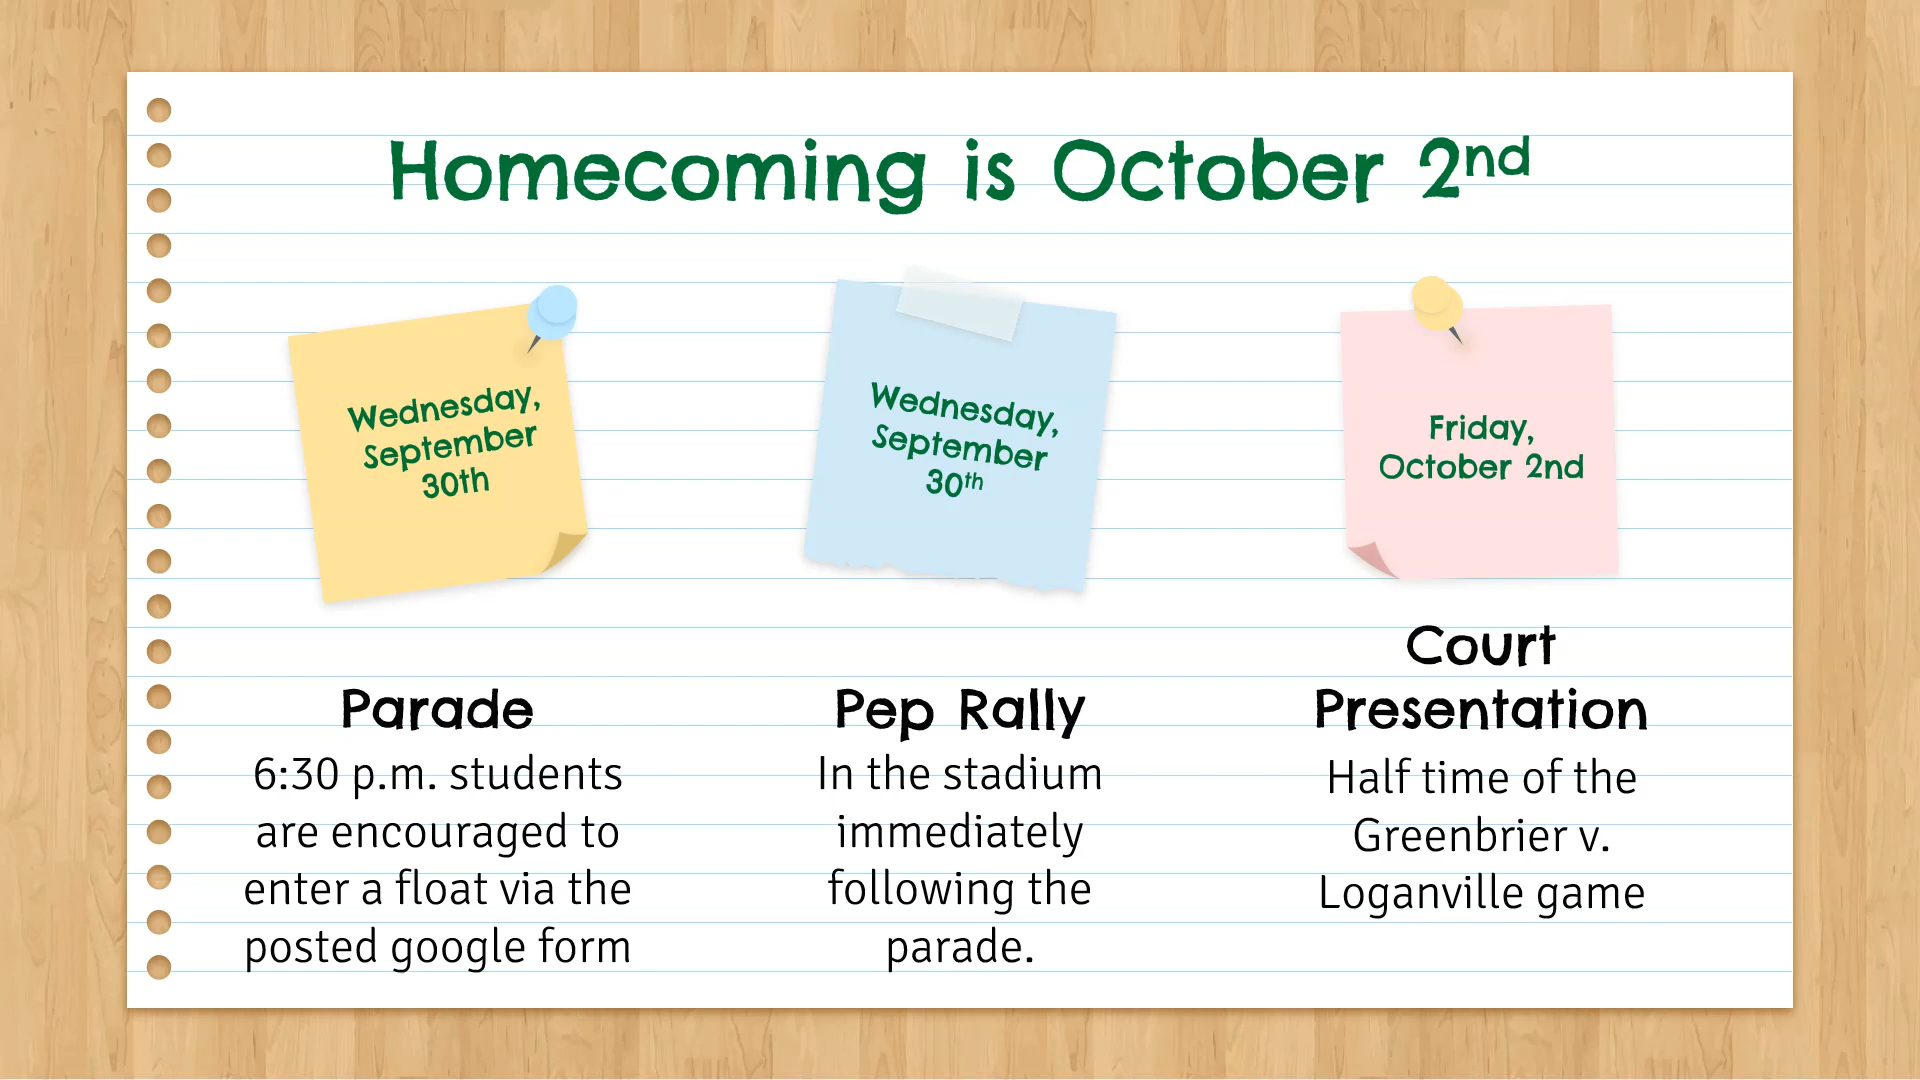 Homecoming is October 2nd
Wednesday,
September
30th
Wednesday,
September
30th
Friday,
October 2nd
Parade
6:30 p.m. students
are encouraged to
enter a float via the
posted google form
Pep Rally
In the stadium
immediately
following the
parade.
Court
Presentation
Half time of the
Greenbrier v.
Loganville game